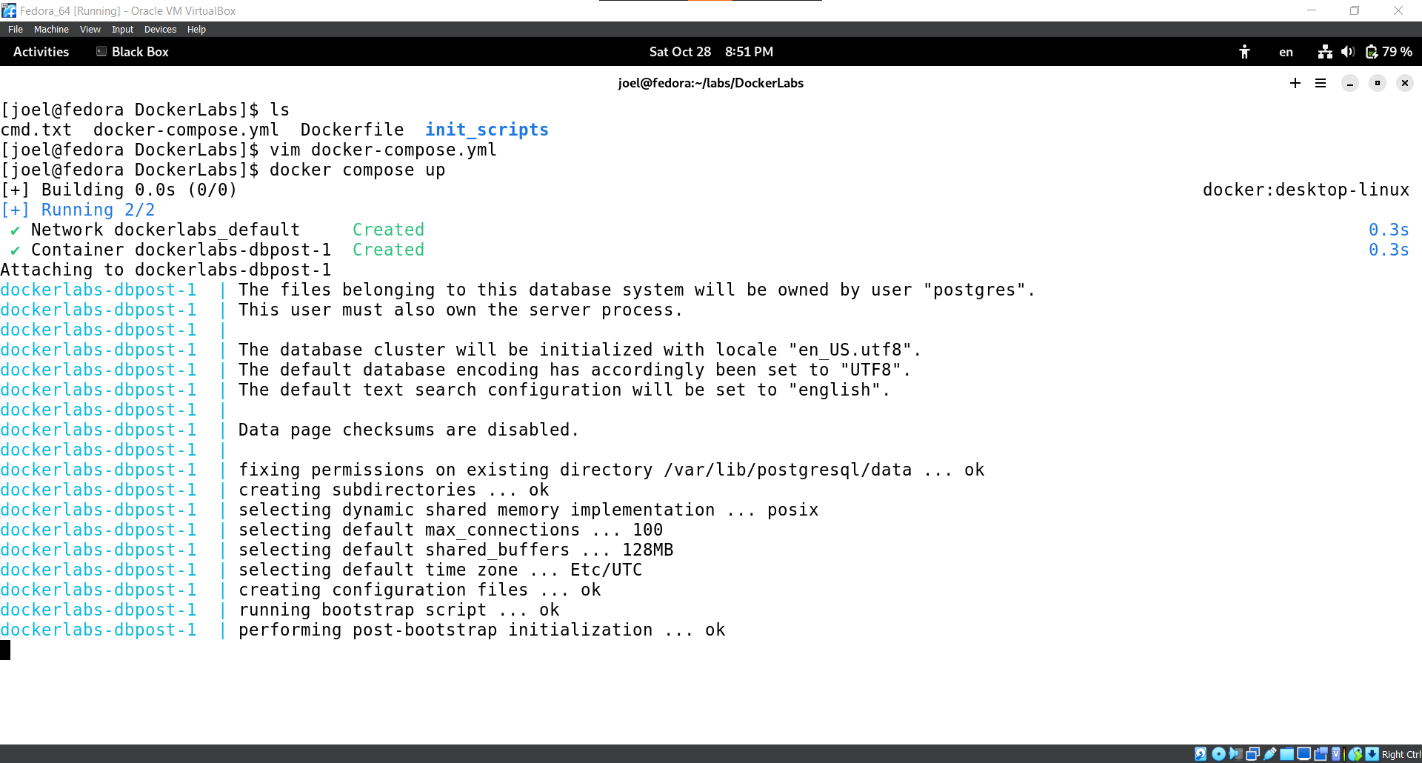 Fedora_64 [Running] - Oracle VM VirtualBox
File Machine View Input Devices Help
Activities Black Box Sat Oct 28 8:51 PM en 79 %
joel@fedora:~/labs/DockerLabs
[joel@fedora DockerLabs]$ ls
cmd.txt docker-compose.yml Dockerfile init_scripts
[joel@fedora DockerLabs]$ vim docker-compose.yml
[joel@fedora DockerLabs]$ docker compose up
[+] Building 0.0s (0/0) docker:desktop-linux
[+] Running 2/2
✔ Network dockerlabs_default Created 0.3s
✔ Container dockerlabs-dbpost-1 Created 0.3s
Attaching to dockerlabs-dbpost-1
dockerlabs-dbpost-1 | The files belonging to this database system will be owned by user "postgres".
dockerlabs-dbpost-1 | This user must also own the server process.
dockerlabs-dbpost-1 |
dockerlabs-dbpost-1 | The database cluster will be initialized with locale "en_US.utf8".
dockerlabs-dbpost-1 | The default database encoding has accordingly been set to "UTF8".
dockerlabs-dbpost-1 | The default text search configuration will be set to "english".
dockerlabs-dbpost-1 |
dockerlabs-dbpost-1 | Data page checksums are disabled.
dockerlabs-dbpost-1 |
dockerlabs-dbpost-1 | fixing permissions on existing directory /var/lib/postgresql/data ... ok
dockerlabs-dbpost-1 | creating subdirectories ... ok
dockerlabs-dbpost-1 | selecting dynamic shared memory implementation ... posix
dockerlabs-dbpost-1 | selecting default max_connections ... 100
dockerlabs-dbpost-1 | selecting default shared_buffers ... 128MB
dockerlabs-dbpost-1 | selecting default time zone ... Etc/UTC
dockerlabs-dbpost-1 | creating configuration files ... ok
dockerlabs-dbpost-1 | running bootstrap script ... ok
dockerlabs-dbpost-1 | performing post-bootstrap initialization ... ok
Right Ctrl